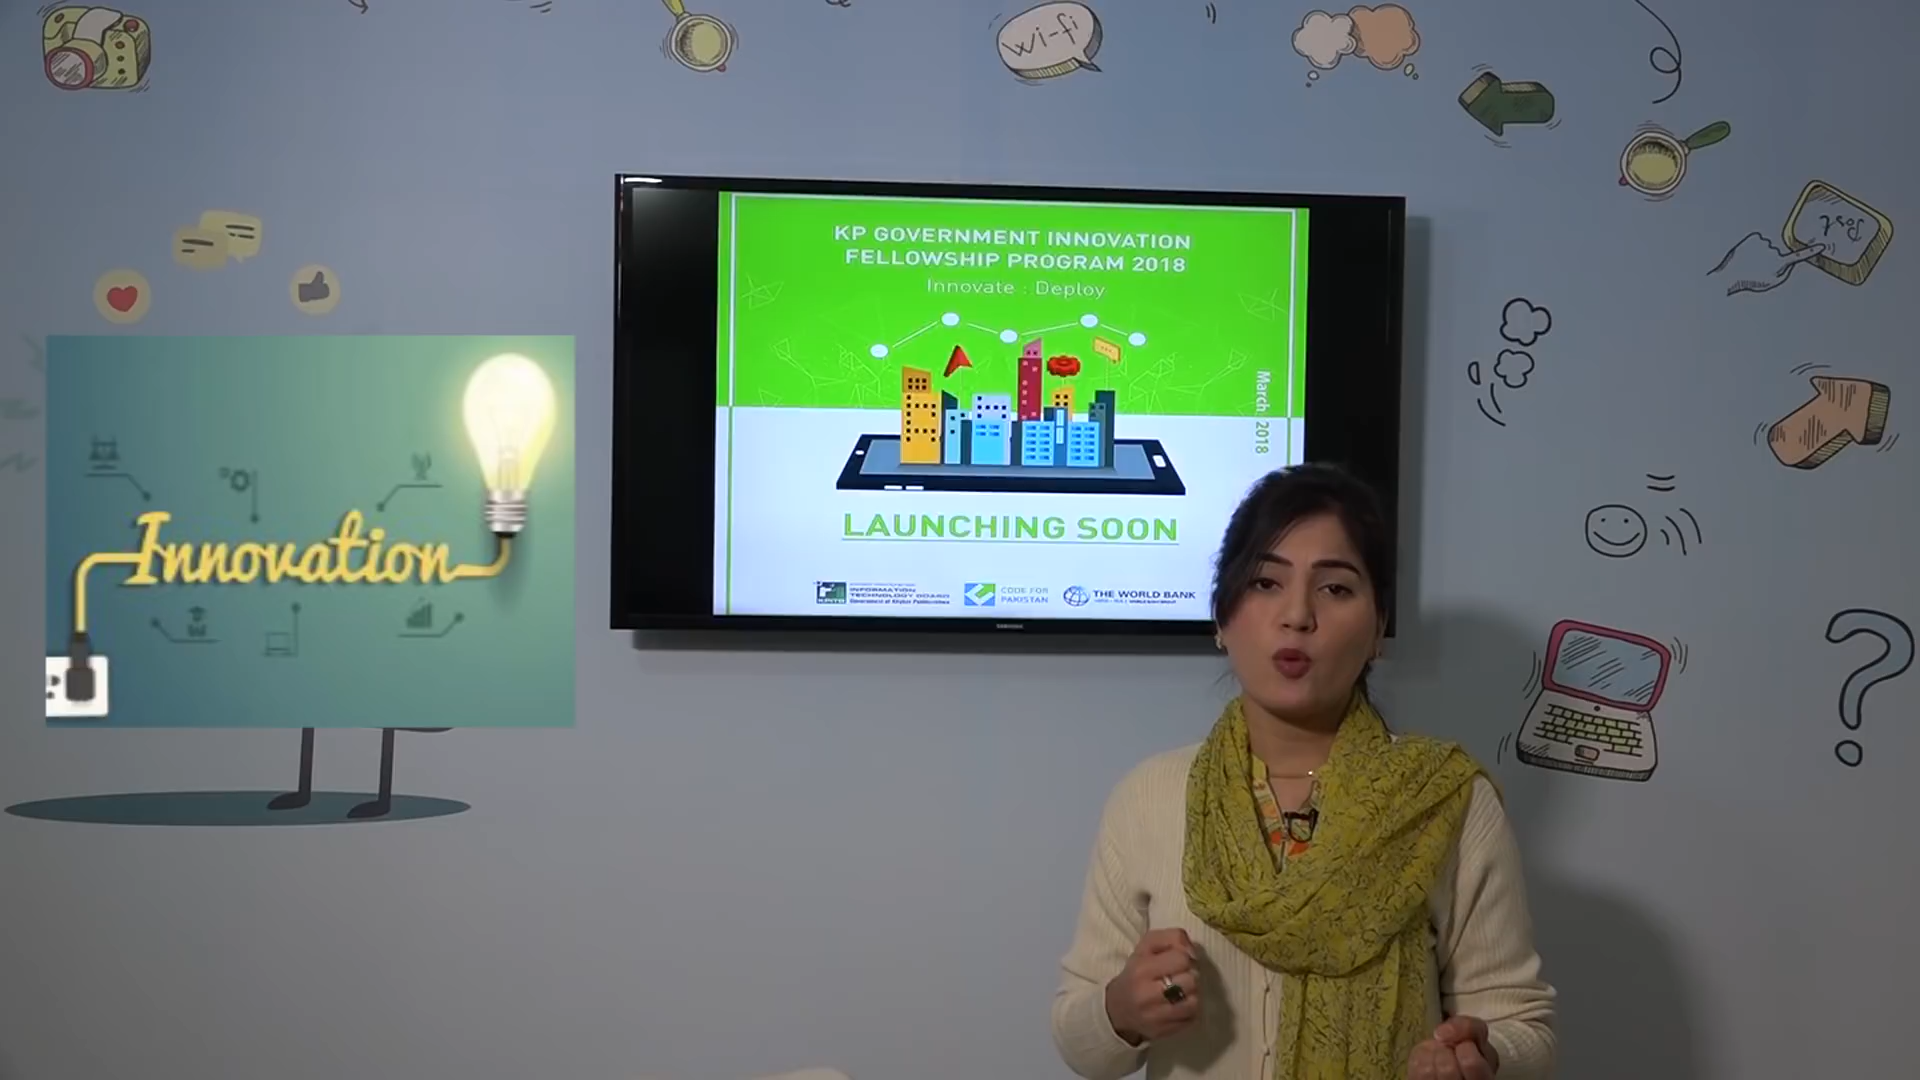 wi-fi
Post
KP GOVERNMENT INNOVATION
FELLOWSHIP PROGRAM 2018
Innovate : Deploy
March 2018
Innovation
LAUNCHING SOON
INFORMATION
TECHNOLOGY BOARD
CODE FOR
PAKISTAN
THE WORLD BANK